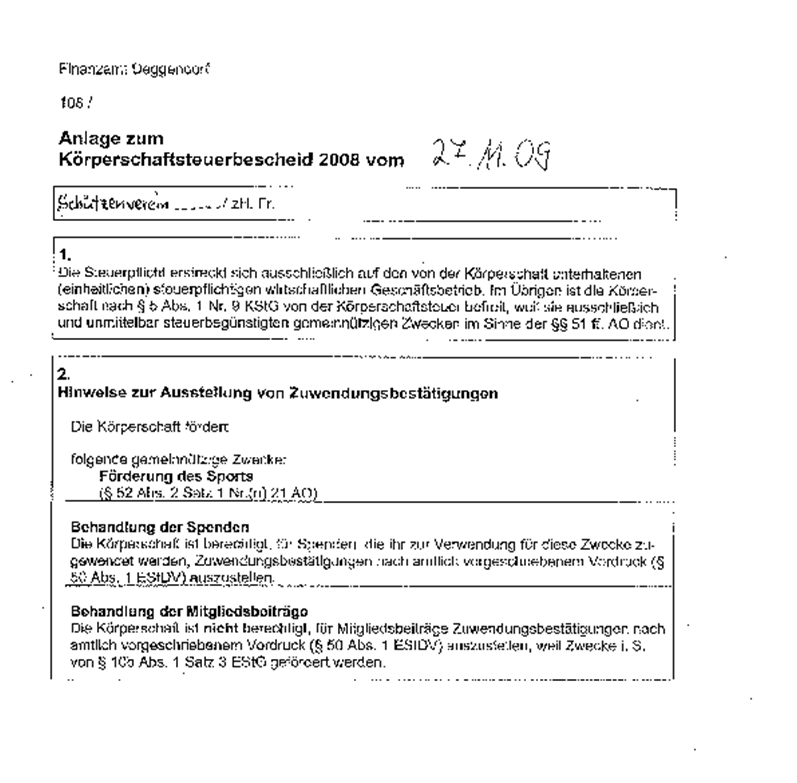 Finanzamt Deggendorf
108 /
Anlage zum
Körperschaftsteuerbescheid 2008 vom 27.11.09
Schützenverein ...... / zH. Fr.
1.
Die Steuerpflicht erstreckt sich ausschließlich auf den von der Körperschaft unterhaltenen
(einheitlichen) steuerpflichtigen wirtschaftlichen Geschäftsbetrieb. Im Übrigen ist die Körper-
schaft nach § 5 Abs. 1 Nr. 9 KStG von der Körperschaftsteuer befreit, weil sie ausschließlich
und unmittelbar steuerbegünstigten gemeinnützigen Zwecken im Sinne der §§ 51 ff. AO dient.
2.
Hinweise zur Ausstellung von Zuwendungsbestätigungen
Die Körperschaft fördert
folgende gemeinnützige Zwecke:
Förderung des Sports
(§ 52 Abs. 2 Satz 1 Nr.(n) 21 AO)
Behandlung der Spenden
Die Körperschaft ist berechtigt, für Spenden, die ihr zur Verwendung für diese Zwecke zu-
gewendet werden, Zuwendungsbestätigungen nach amtlich vorgeschriebenem Vordruck (§
50 Abs. 1 EStDV) auszustellen.
Behandlung der Mitgliedsbeiträge
Die Körperschaft ist nicht berechtigt, für Mitgliedsbeiträge Zuwendungsbestätigungen nach
amtlich vorgeschriebenem Vordruck (§ 50 Abs. 1 EStDV) auszustellen, weil Zwecke i. S.
von § 10b Abs. 1 Satz 3 EStG gefördert werden.